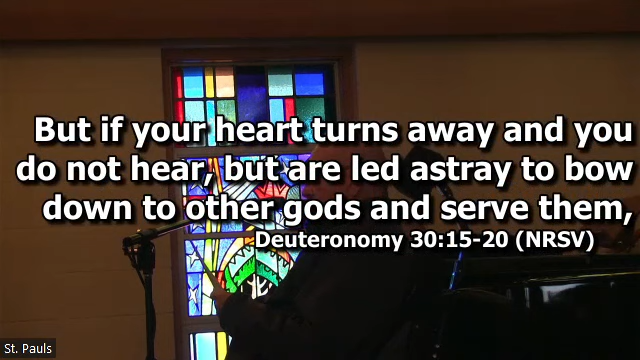 But if your heart turns away and you
do not hear, but are led astray to bow
down to other gods and serve them,
Deuteronomy 30:15-20 (NRSV)
St. Pauls